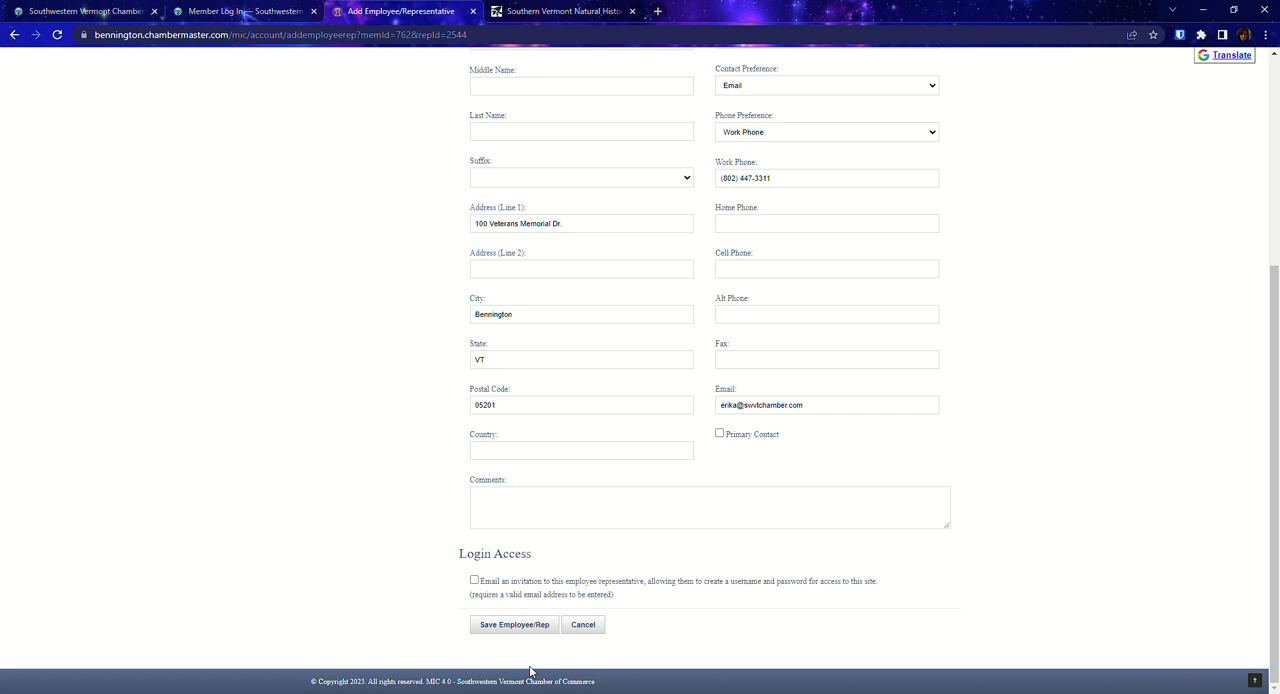 Southwestern Vermont Chamber
Member Log In — Southwestern
Add Employee/Representative
Southern Vermont Natural Histor
bennington.chambermaster.com/mic/account/addemployeerep?memId=762&repId=2544
Translate
Middle Name:
Contact Preference:
Email
Last Name:
Phone Preference:
Work Phone
Suffix:
Work Phone:
(802) 447-3311
Address (Line 1):
100 Veterans Memorial Dr.
Home Phone:
Address (Line 2):
Cell Phone:
City:
Bennington
Alt Phone:
State:
VT
Fax:
Postal Code:
05201
Email:
erika@swvtchamber.com
Country:
Primary Contact
Comments:
Login Access
Email an invitation to this employee/representative, allowing them to create a username and password for access to this site.
(requires a valid email address to be entered)
Save Employee/Rep
Cancel
© Copyright 2023. All rights reserved. MIC 4.0 - Southwestern Vermont Chamber of Commerce